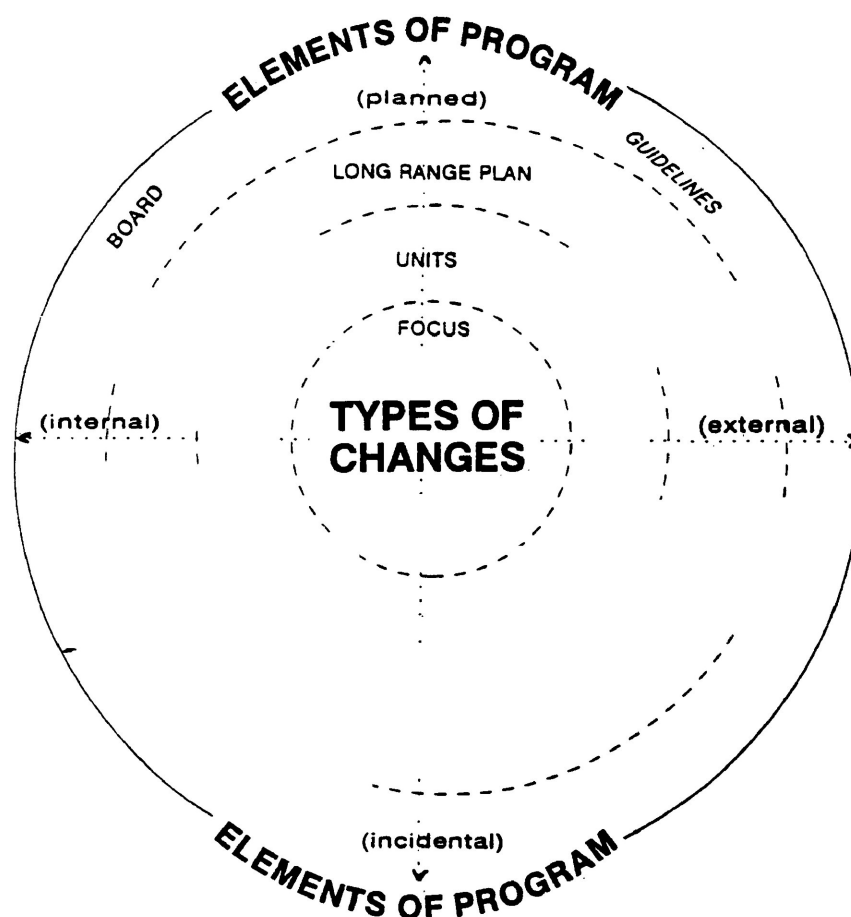 ELEMENTS OF PROGRAM
(planned)
BOARD
GUIDELINES
LONG RANGE PLAN
UNITS
FOCUS
(internal)
TYPES OF
CHANGES
(external)
(incidental)
ELEMENTS OF PROGRAM